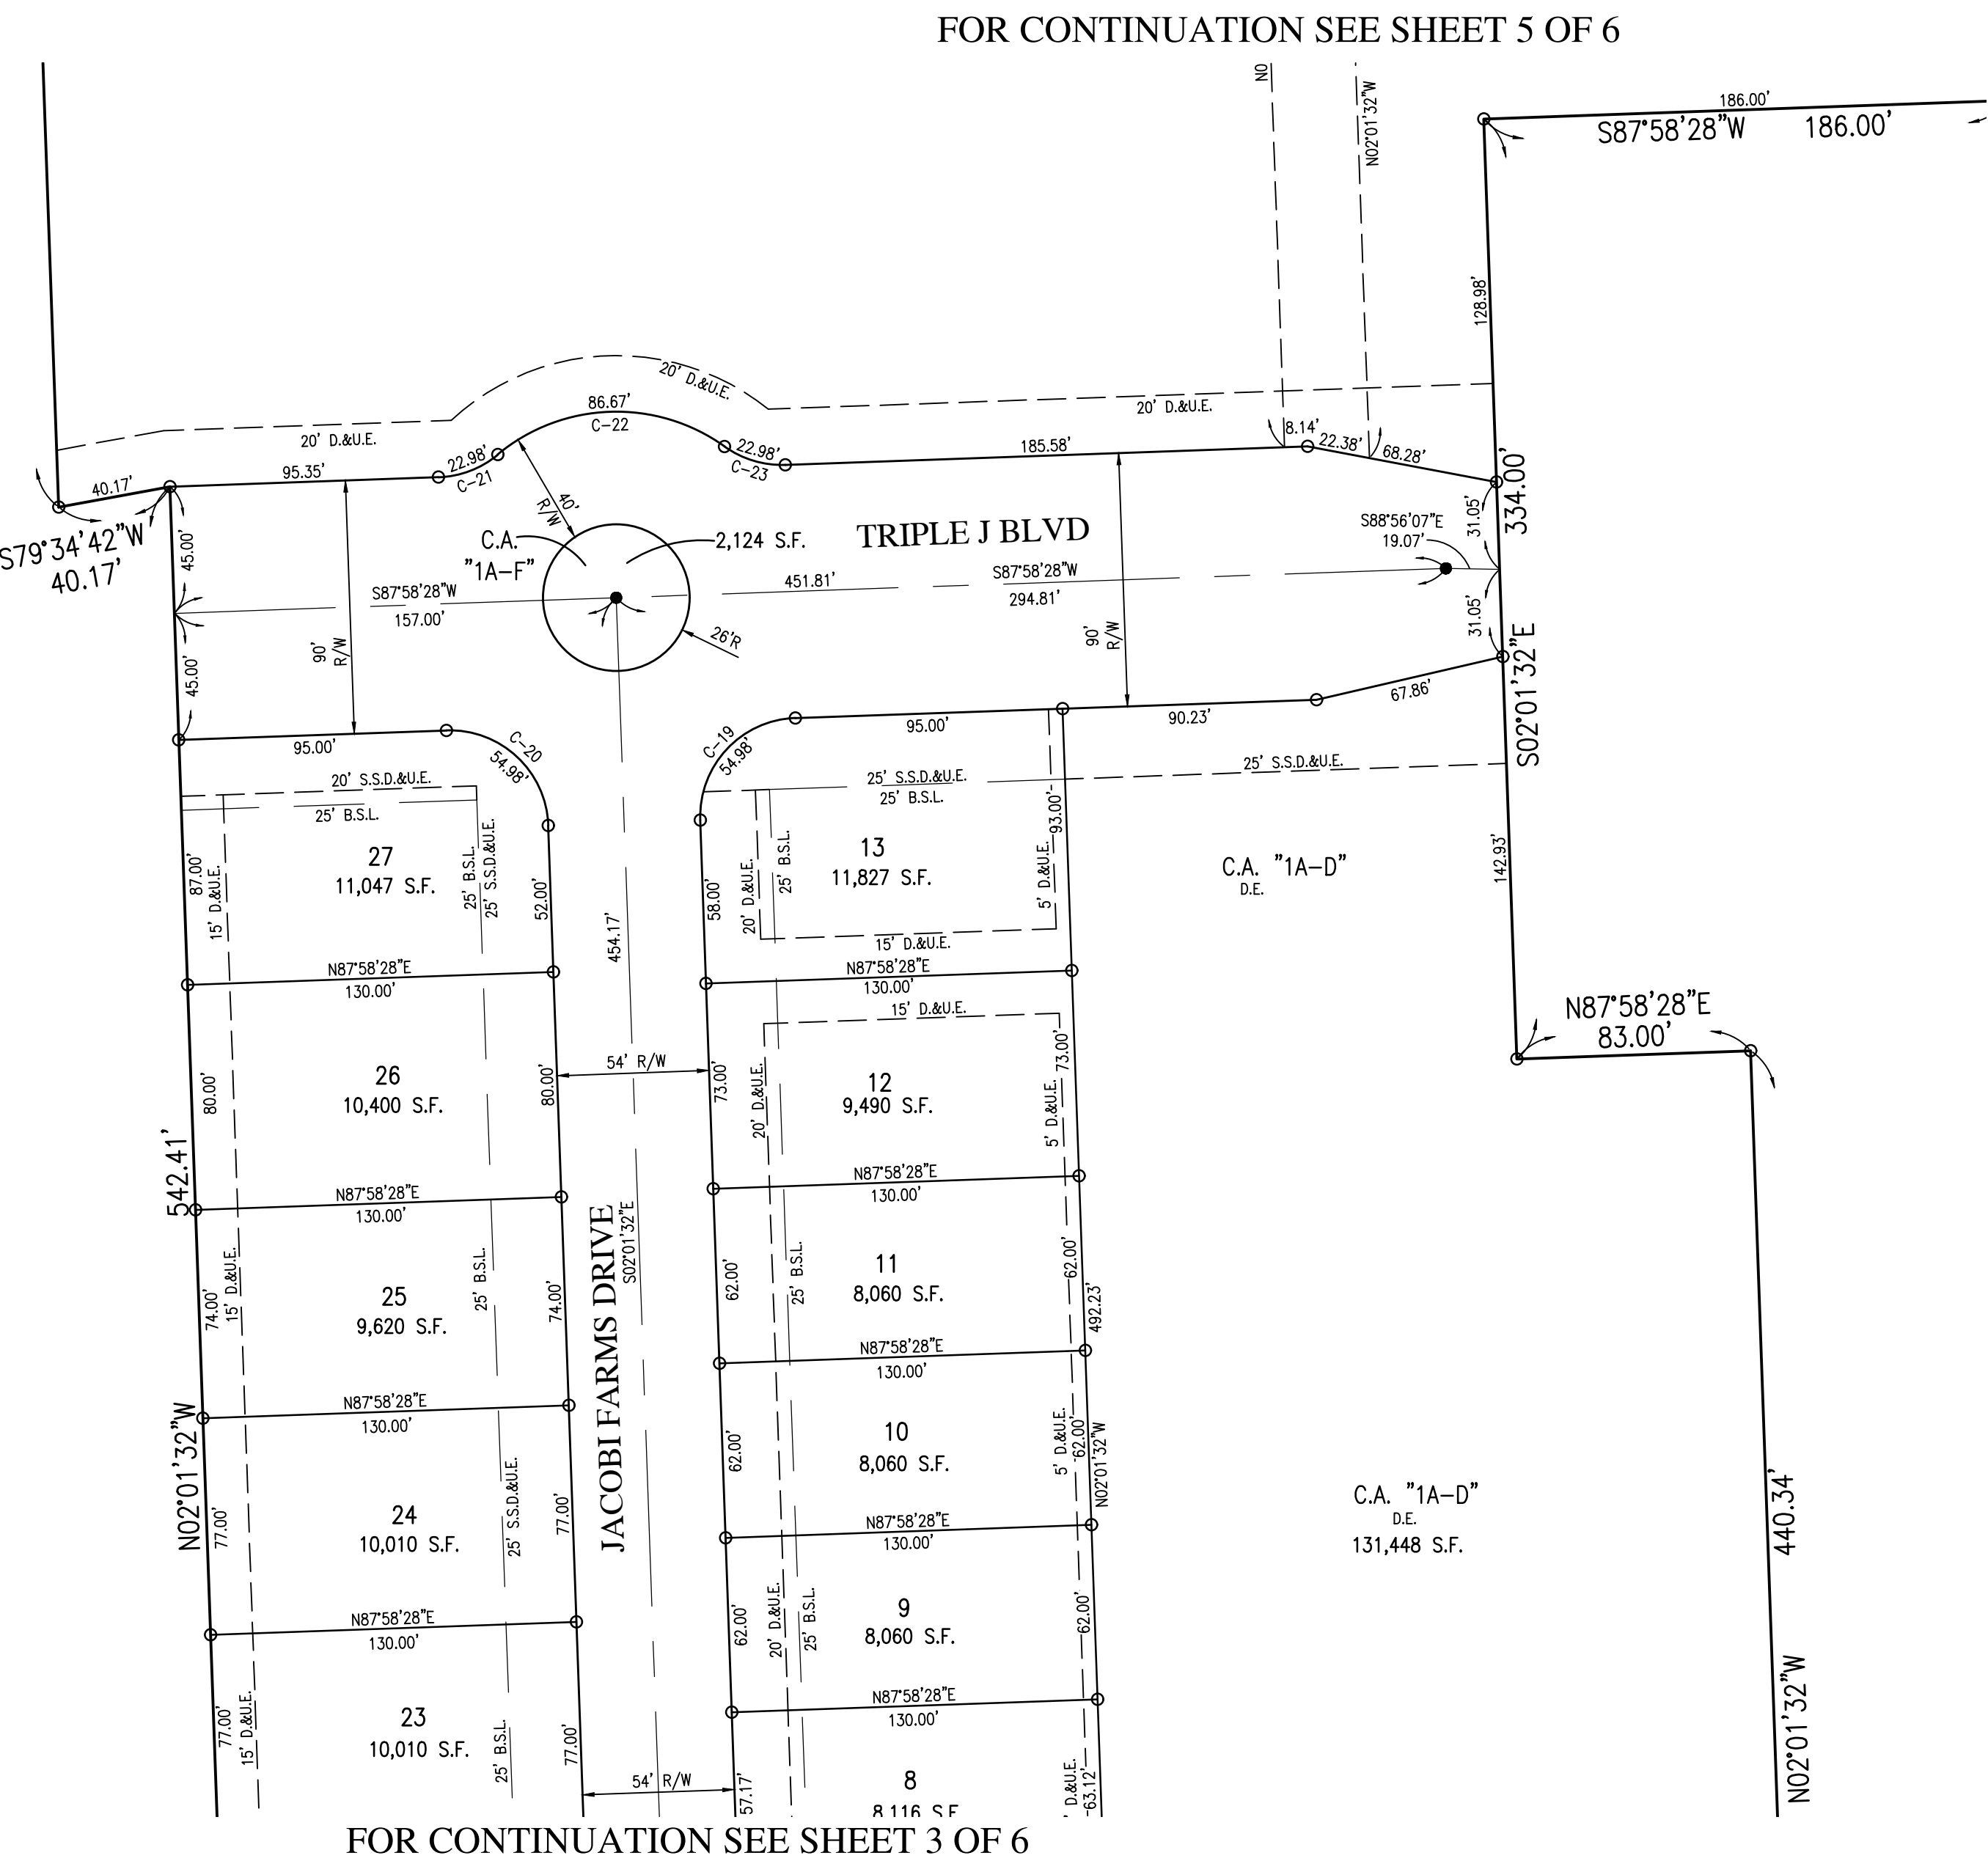 FOR CONTINUATION SEE SHEET 5 OF 6
N0
N02°01'32"W
186.00'
S87°58'28"W 186.00'
128.98'
20' D.&U.E.
86.67'
C-22
20' D.&U.E.
20' D.&U.E.
8.14'
22.38'
68.28'
22.98'
C-21
22.98'
C-23
185.58'
95.35'
40.17'
S79°34'42"W
40.17'
45.00'
40'
R/W
334.00'
31.05'
S88°56'07"E
19.07'
C.A.
"1A-F"
2,124 S.F.
TRIPLE J BLVD
S87°58'28"W
157.00'
451.81'
S87°58'28"W
294.81'
26'R
90'
R/W
90'
R/W
31.05'
S02°01'32"E
45.00'
95.00'
C-20
54.98'
C-19
54.98'
95.00'
90.23'
67.86'
20' S.S.D.&U.E.
25' B.S.L.
25' S.S.D.&U.E.
25' B.S.L.
25' S.S.D.&U.E.
87.00'
15' D.&U.E.
27
11,047 S.F.
25' B.S.L.
25' S.S.D.&U.E.
52.00'
454.17'
58.00'
20' D.&U.E.
25' B.S.L.
13
11,827 S.F.
93.00'
5' D.&U.E.
15' D.&U.E.
C.A. "1A-D"
D.E.
142.93'
N87°58'28"E
130.00'
N87°58'28"E
130.00'
15' D.&U.E.
N87°58'28"E
83.00'
80.00'
26
10,400 S.F.
80.00'
54' R/W
73.00'
20' D.&U.E.
12
9,490 S.F.
73.00'
5' D.&U.E.
542.41'
N87°58'28"E
130.00'
N87°58'28"E
130.00'
74.00'
15' D.&U.E.
25
9,620 S.F.
25' B.S.L.
74.00'
JACOBI FARMS DRIVE
S02°01'32"E
62.00'
25' B.S.L.
11
8,060 S.F.
62.00'
492.23'
N87°58'28"E
130.00'
N87°58'28"E
130.00'
N02°01'32"W
62.00'
10
8,060 S.F.
5' D.&U.E.
62.00'
N02°01'32"W
77.00'
24
10,010 S.F.
25' S.S.D.&U.E.
77.00'
C.A. "1A-D"
D.E.
131,448 S.F.
440.34'
N87°58'28"E
130.00'
N87°58'28"E
130.00'
62.00'
20' D.&U.E.
25' B.S.L.
9
8,060 S.F.
62.00'
N02°01'32"W
77.00'
15' D.&U.E.
23
10,010 S.F.
25' B.S.L.
77.00'
N87°58'28"E
130.00'
54' R/W
57.17'
8
8,116 S.F.
' D.&U.E.
63.12'
FOR CONTINUATION SEE SHEET 3 OF 6